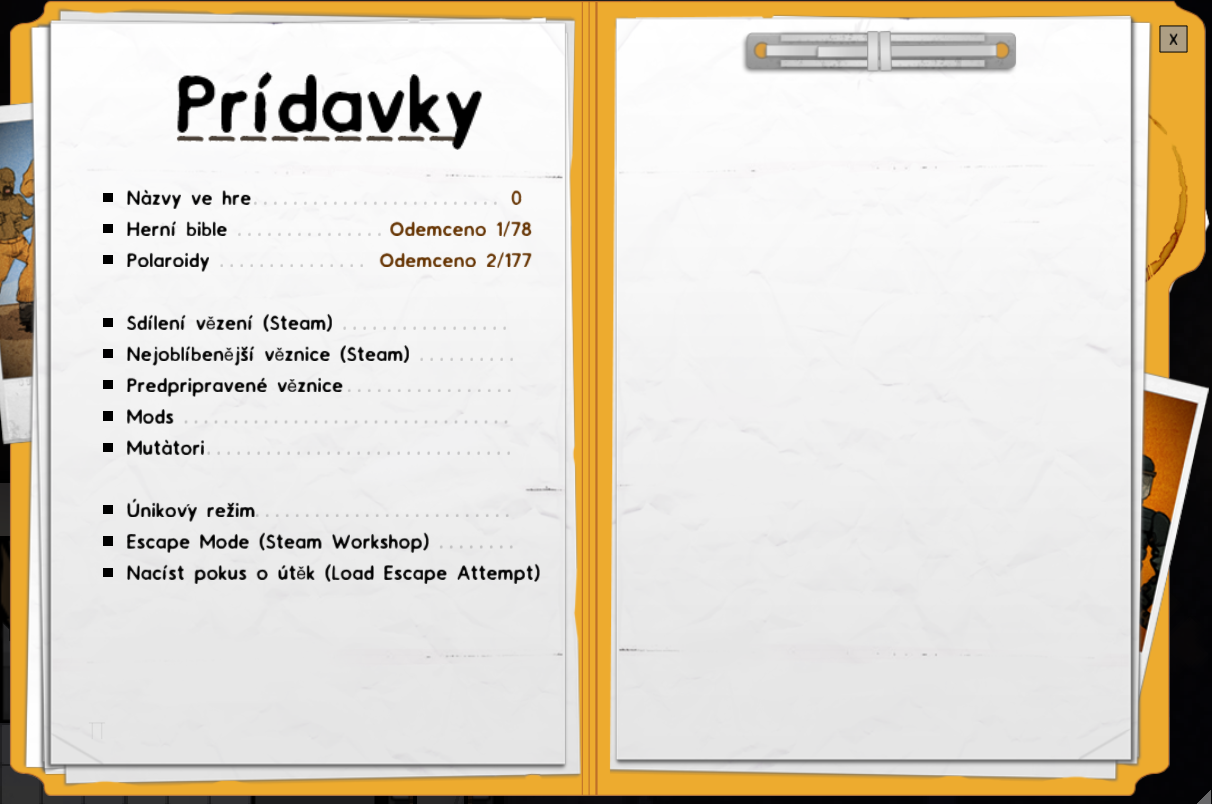 X
Prídavky
Nàzvy ve hre 0
Herní bible Odemceno 1/78
Polaroidy Odemceno 2/177
Sdílení vězení (Steam)
Nejoblíbenější věznice (Steam)
Predpripravené věznice
Mods
Mutàtori
Únikový režim
Escape Mode (Steam Workshop)
Nacíst pokus o útěk (Load Escape Attempt)